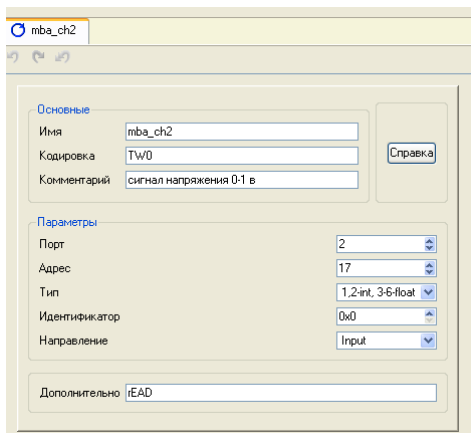 mba_ch2
Основные
Имя mba_ch2
Кодировка TW0
Комментарий сигнал напряжения 0-1 в
Справка
Параметры
Порт 2
Адрес 17
Тип 1,2-int, 3-6-float
Идентификатор 0x0
Направление Input
Дополнительно rEAD